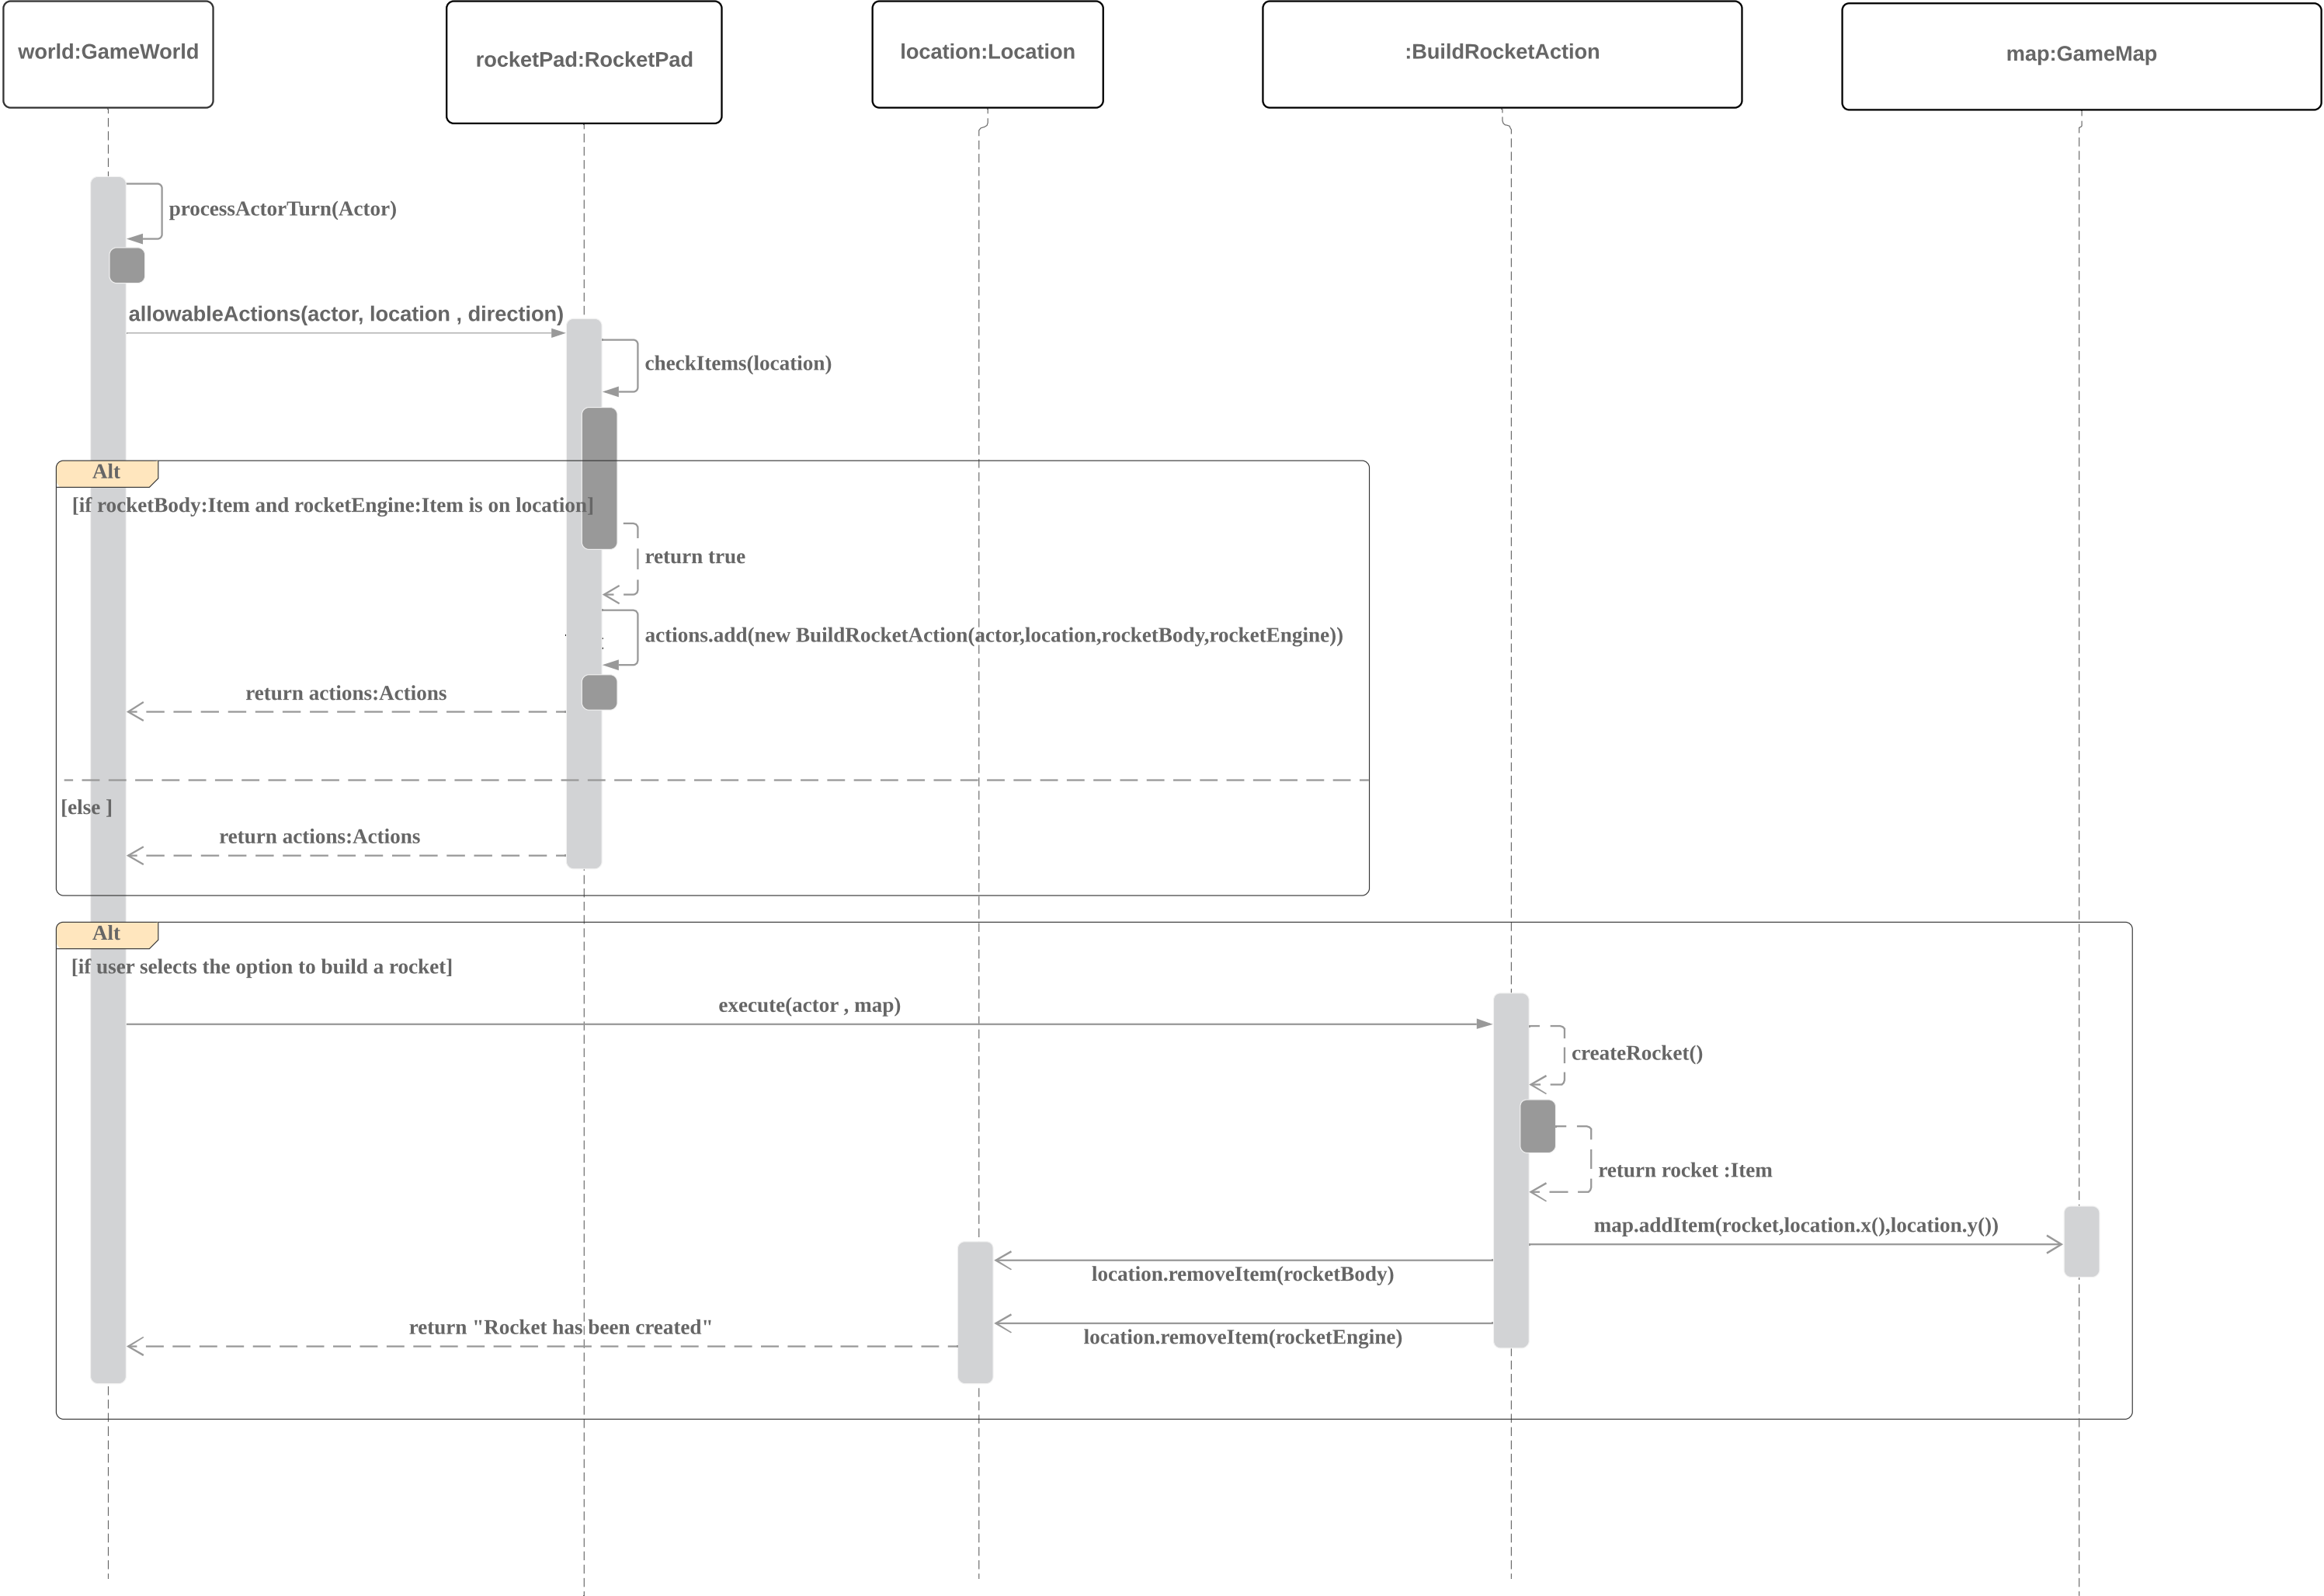 world:GameWorld
rocketPad:RocketPad
location:Location
:BuildRocketAction
map:GameMap
processActorTurn(Actor)
allowableActions(actor, location , direction)
checkItems(location)
Alt
[if rocketBody:Item and rocketEngine:Item is on location]
return true
actions.add(new BuildRocketAction(actor,location,rocketBody,rocketEngine))
return actions:Actions
[else ]
return actions:Actions
Alt
[if user selects the option to build a rocket]
execute(actor , map)
createRocket()
return rocket :Item
map.addItem(rocket,location.x(),location.y())
location.removeItem(rocketBody)
return "Rocket has been created"
location.removeItem(rocketEngine)